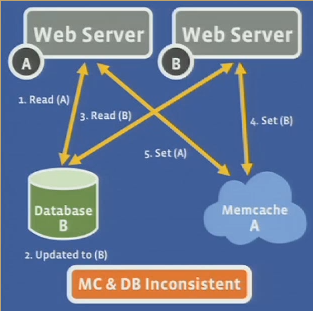 Web Server
Web Server
A
B
1. Read (A)
3. Read (B)
4. Set (B)
5. Set (A)
Database
B
Memcache
A
2. Updated to (B)
MC & DB Inconsistent